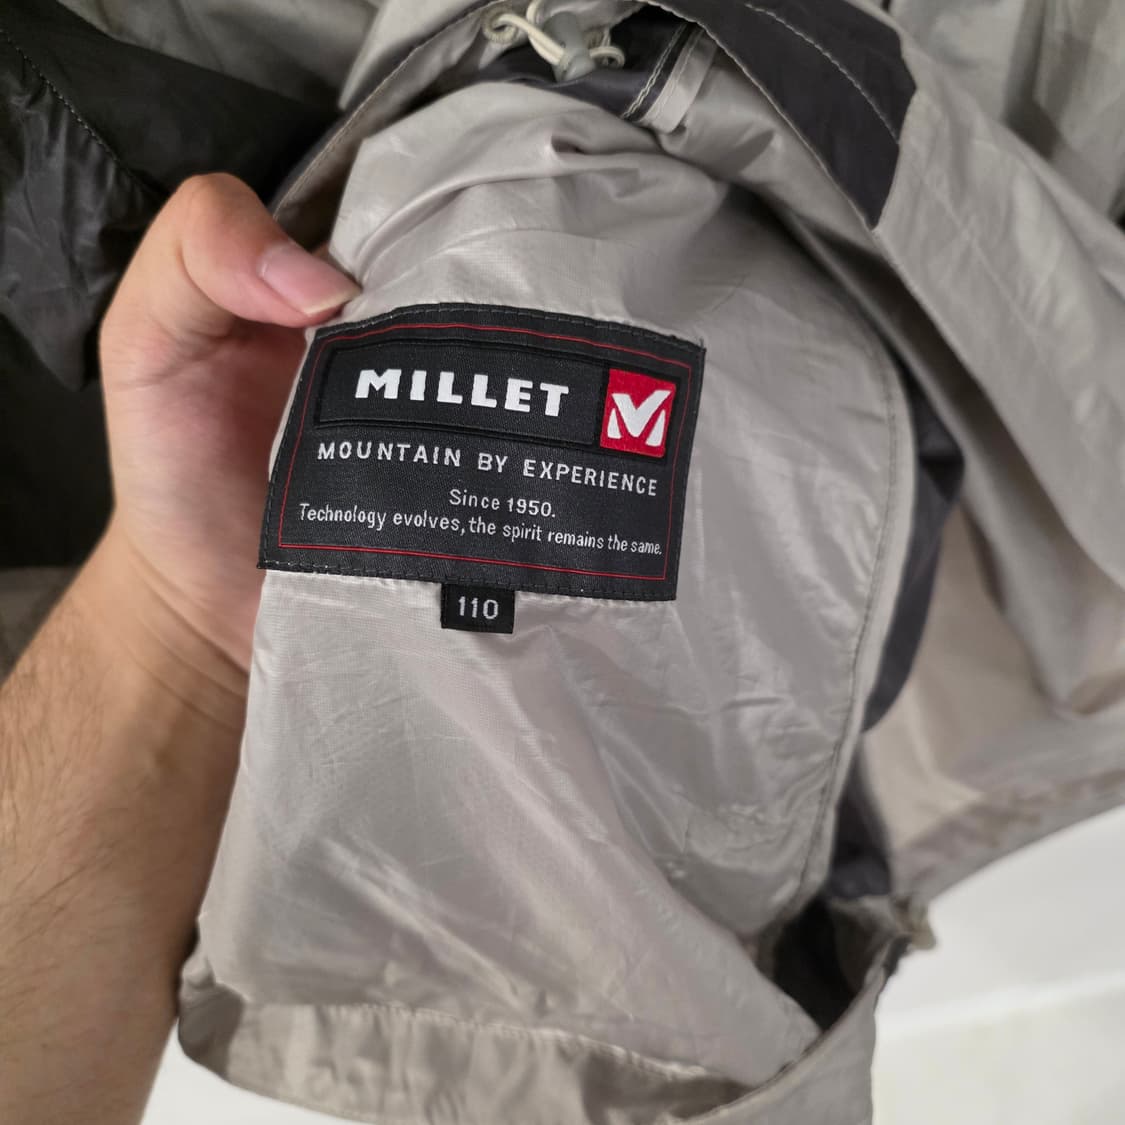 MILLET
MOUNTAIN BY EXPERIENCE
Since 1950.
Technology evolves, the spirit remains the same.
110